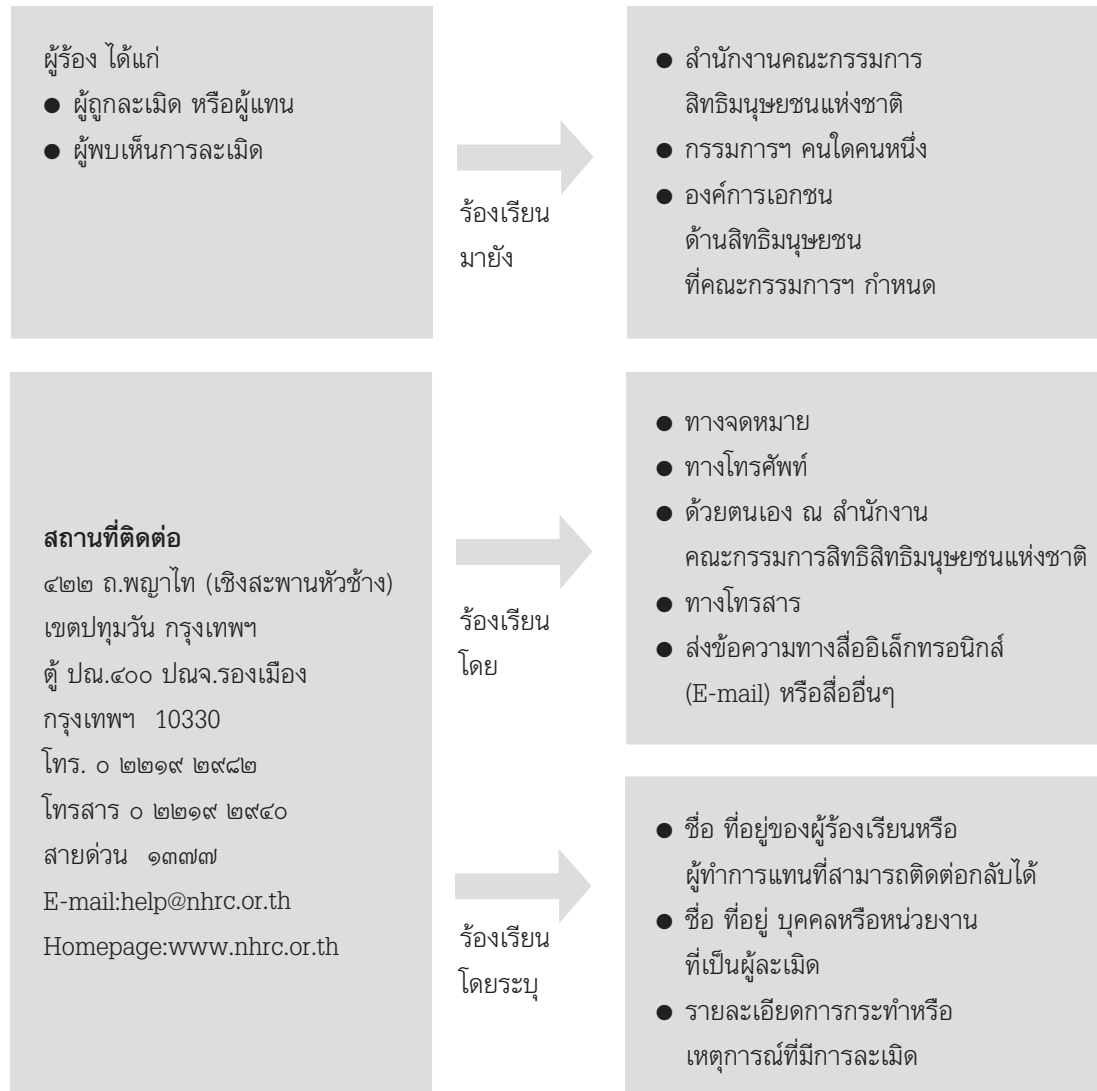 ผู้ร้อง ได้แก่
● ผู้ถูกละเมิด หรือผู้แทน
● ผู้พบเห็นการละเมิด
ร้องเรียน
มายัง
● สำนักงานคณะกรรมการ
สิทธิมนุษยชนแห่งชาติ
● กรรมการฯ คนใดคนหนึ่ง
● องค์การเอกชน
ด้านสิทธิมนุษยชน
ที่คณะกรรมการฯ กำหนด
สถานที่ติดต่อ
๔๒๒ ถ.พญาไท (เชิงสะพานหัวช้าง)
เขตปทุมวัน กรุงเทพฯ
ตู้ ปณ.๔๐๐ ปณจ.รองเมือง
กรุงเทพฯ 10330
โทร. ๐ ๒๒๑๙ ๒๙๘๒
โทรสาร ๐ ๒๒๑๙ ๒๙๔๐
สายด่วน ๑๓๗๗
E-mail:help@nhrc.or.th
Homepage:www.nhrc.or.th
ร้องเรียน
โดย
● ทางจดหมาย
● ทางโทรศัพท์
● ด้วยตนเอง ณ สำนักงาน
คณะกรรมการสิทธิสิทธิมนุษยชนแห่งชาติ
● ทางโทรสาร
● ส่งข้อความทางสื่ออิเล็กทรอนิกส์
(E-mail) หรือสื่ออื่นๆ
ร้องเรียน
โดยระบุ
● ชื่อ ที่อยู่ของผู้ร้องเรียนหรือ
ผู้ทำการแทนที่สามารถติดต่อกลับได้
● ชื่อ ที่อยู่ บุคคลหรือหน่วยงาน
ที่เป็นผู้ละเมิด
● รายละเอียดการกระทำหรือ
เหตุการณ์ที่มีการละเมิด